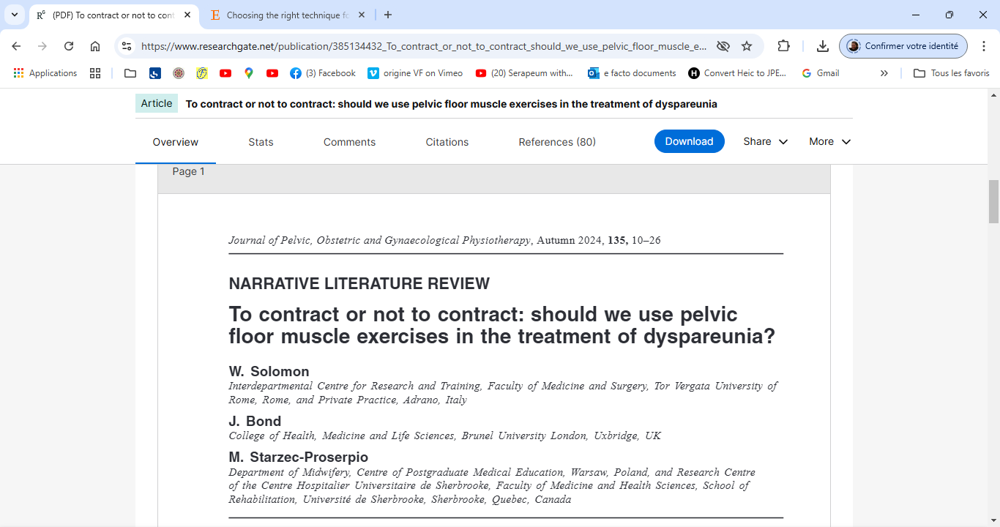 (PDF) To contract or not to cont
Choosing the right technique fo
https://www.researchgate.net/publication/385134432_To_contract_or_not_to_contract_should_we_use_pelvic_floor_muscle_e...
Confirmer votre identité
Applications
(3) Facebook
origine VF on Vimeo
(20) Serapeum with...
e facto documents
Convert Heic to JPE...
Gmail
Tous les favoris
Article To contract or not to contract: should we use pelvic floor muscle exercises in the treatment of dyspareunia
Overview Stats Comments Citations References (80) Download Share More
Page 1
Journal of Pelvic, Obstetric and Gynaecological Physiotherapy, Autumn 2024, 135, 10–26
NARRATIVE LITERATURE REVIEW
To contract or not to contract: should we use pelvic
floor muscle exercises in the treatment of dyspareunia?
W. Solomon
Interdepartmental Centre for Research and Training, Faculty of Medicine and Surgery, Tor Vergata University of
Rome, Rome, and Private Practice, Adrano, Italy
J. Bond
College of Health, Medicine and Life Sciences, Brunel University London, Uxbridge, UK
M. Starzec-Proserpio
Department of Midwifery, Centre of Postgraduate Medical Education, Warsaw, Poland, and Research Centre
of the Centre Hospitalier Universitaire de Sherbrooke, Faculty of Medicine and Health Sciences, School of
Rehabilitation, Université de Sherbrooke, Sherbrooke, Quebec, Canada